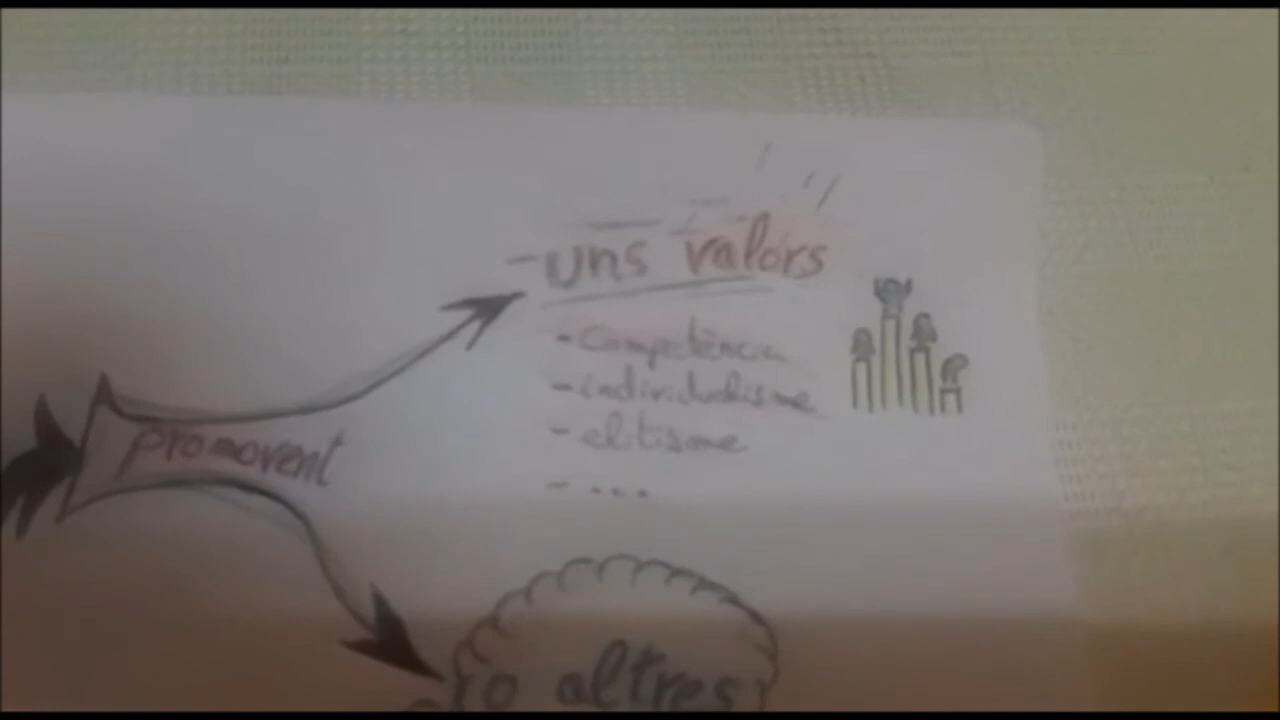 -uns valors
-competència
-individualisme
-elitisme
-...
promovent
o altres